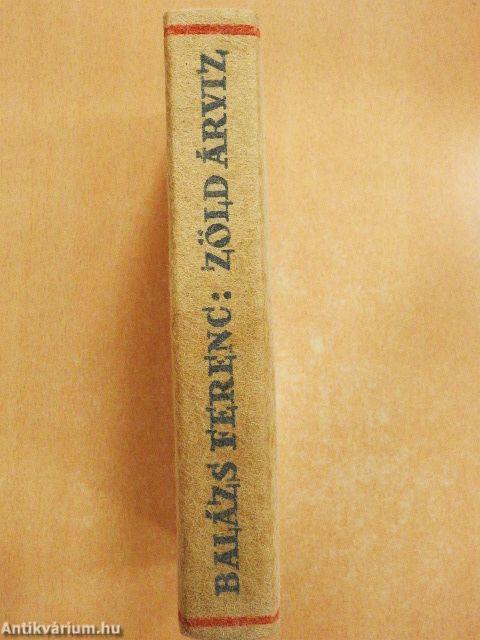 BALÁZS FERENC: ZÖLD ÁRVIZ
Antikvárium.hu